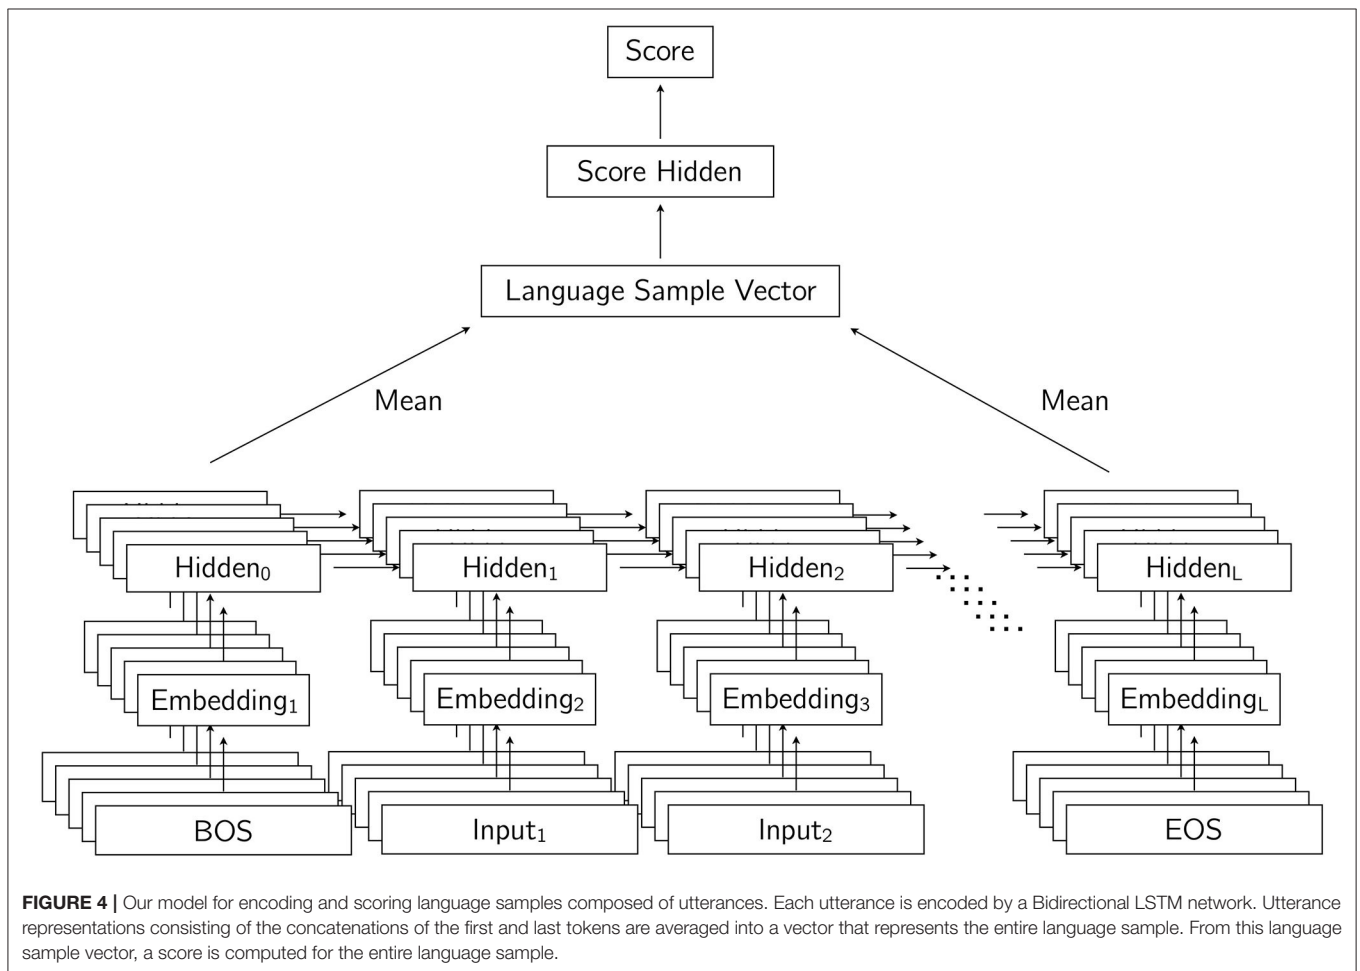 Score
Score Hidden
Language Sample Vector
Mean Mean
Hidden₀ Hidden₁ Hidden₂ Hidden_L
Embedding₁ Embedding₂ Embedding₃ Embedding_L
BOS Input₁ Input₂ EOS
FIGURE 4 | Our model for encoding and scoring language samples composed of utterances. Each utterance is encoded by a Bidirectional LSTM network. Utterance
representations consisting of the concatenations of the first and last tokens are averaged into a vector that represents the entire language sample. From this language
sample vector, a score is computed for the entire language sample.